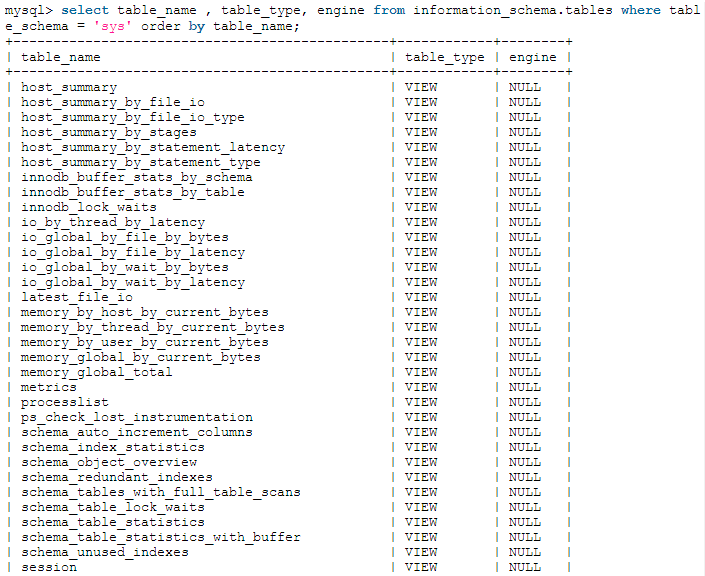 mysql> select table_name , table_type, engine from information_schema.tables where tabl
e_schema = 'sys' order by table_name;
+-----------------------------------------------+------------+--------+
| table_name                                    | table_type | engine |
+-----------------------------------------------+------------+--------+
| host_summary                                  | VIEW       | NULL   |
| host_summary_by_file_io                       | VIEW       | NULL   |
| host_summary_by_file_io_type                  | VIEW       | NULL   |
| host_summary_by_stages                        | VIEW       | NULL   |
| host_summary_by_statement_latency             | VIEW       | NULL   |
| host_summary_by_statement_type                | VIEW       | NULL   |
| innodb_buffer_stats_by_schema                 | VIEW       | NULL   |
| innodb_buffer_stats_by_table                  | VIEW       | NULL   |
| innodb_lock_waits                             | VIEW       | NULL   |
| io_by_thread_by_latency                       | VIEW       | NULL   |
| io_global_by_file_by_bytes                    | VIEW       | NULL   |
| io_global_by_file_by_latency                  | VIEW       | NULL   |
| io_global_by_wait_by_bytes                    | VIEW       | NULL   |
| io_global_by_wait_by_latency                  | VIEW       | NULL   |
| latest_file_io                                | VIEW       | NULL   |
| memory_by_host_by_current_bytes               | VIEW       | NULL   |
| memory_by_thread_by_current_bytes             | VIEW       | NULL   |
| memory_by_user_by_current_bytes               | VIEW       | NULL   |
| memory_global_by_current_bytes                | VIEW       | NULL   |
| memory_global_total                           | VIEW       | NULL   |
| metrics                                       | VIEW       | NULL   |
| processlist                                   | VIEW       | NULL   |
| ps_check_lost_instrumentation                 | VIEW       | NULL   |
| schema_auto_increment_columns                 | VIEW       | NULL   |
| schema_index_statistics                       | VIEW       | NULL   |
| schema_object_overview                        | VIEW       | NULL   |
| schema_redundant_indexes                      | VIEW       | NULL   |
| schema_tables_with_full_table_scans           | VIEW       | NULL   |
| schema_table_lock_waits                       | VIEW       | NULL   |
| schema_table_statistics                       | VIEW       | NULL   |
| schema_table_statistics_with_buffer           | VIEW       | NULL   |
| schema_unused_indexes                         | VIEW       | NULL   |
| session                                       | VIEW       | NULL   |